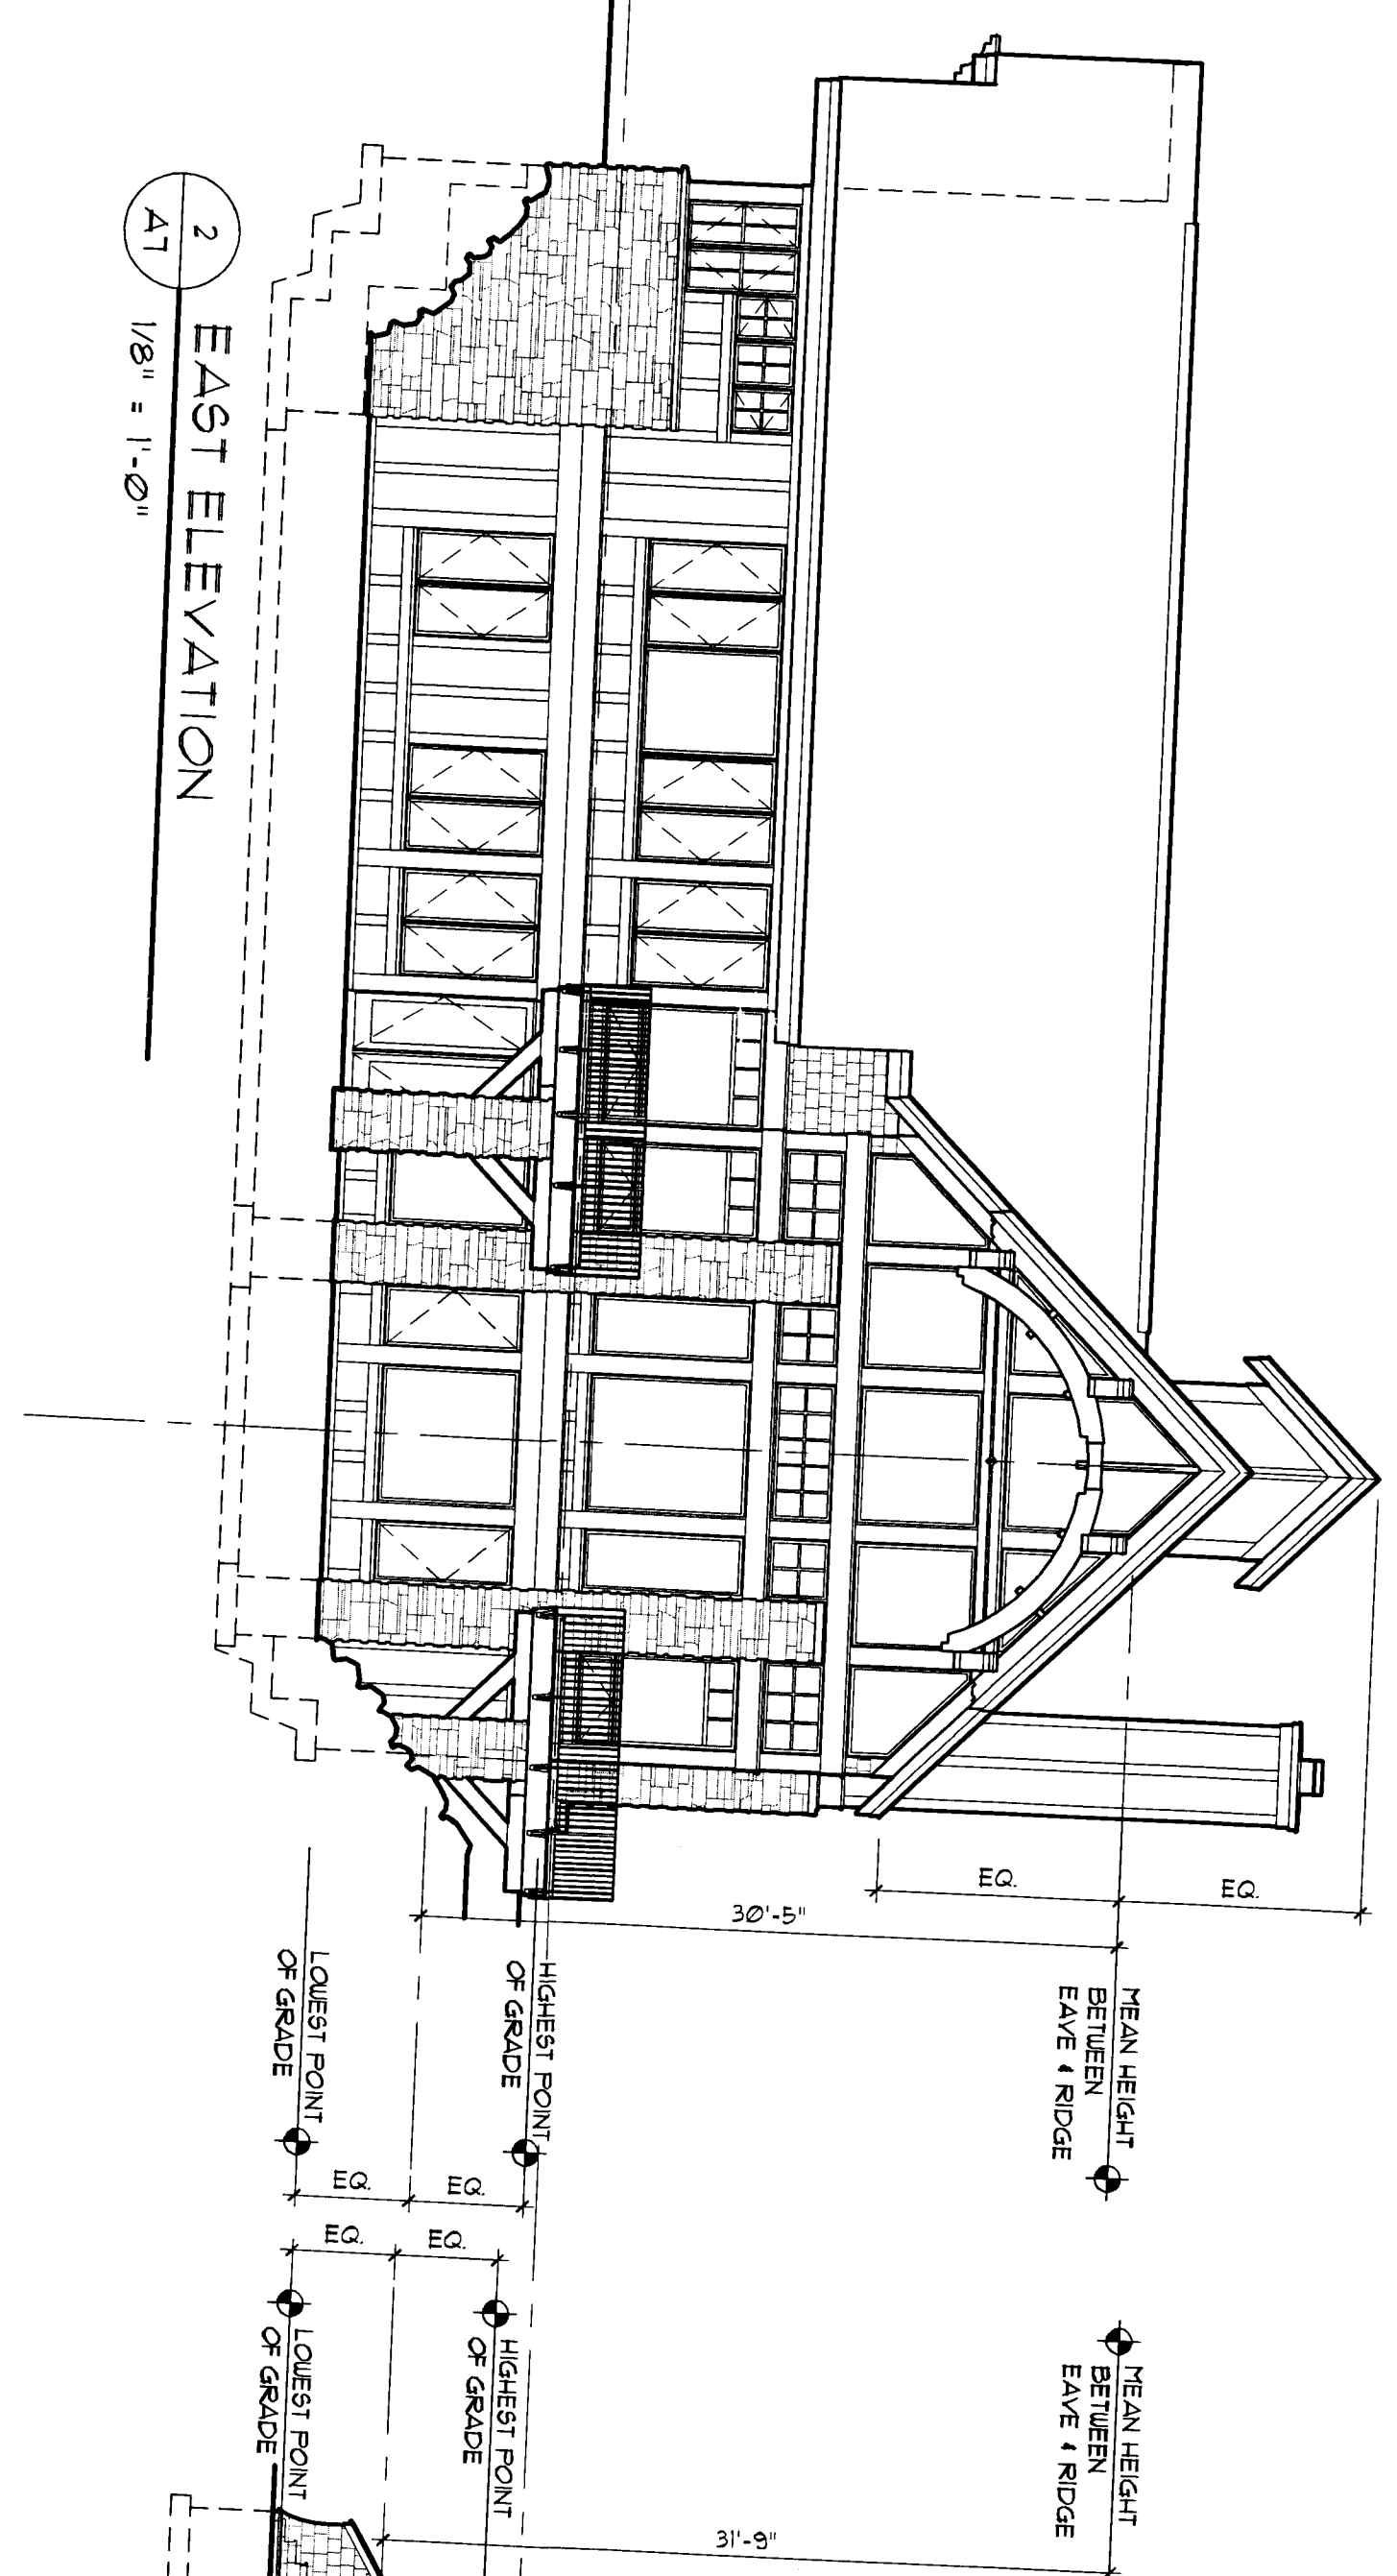 2
A7
EAST ELEVATION
1/8" = 1'-0"
EQ.
EQ.
30'-5"
MEAN HEIGHT
BETWEEN
EAVE & RIDGE
HIGHEST POINT
OF GRADE
LOWEST POINT
OF GRADE
EQ.
EQ.
EQ.
EQ.
MEAN HEIGHT
BETWEEN
EAVE & RIDGE
HIGHEST POINT
OF GRADE
LOWEST POINT
OF GRADE
31'-9"